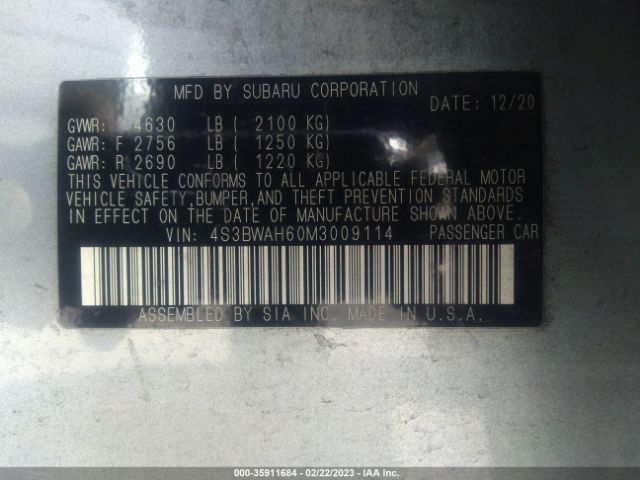 MFD BY SUBARU CORPORATION
DATE: 12/20
GVWR: 4630 LB ( 2100 KG)
GAWR: F 2756 LB ( 1250 KG)
GAWR: R 2690 LB ( 1220 KG)
THIS VEHICLE CONFORMS TO ALL APPLICABLE FEDERAL MOTOR
VEHICLE SAFETY,BUMPER,AND THEFT PREVENTION STANDARDS
IN EFFECT ON THE DATE OF MANUFACTURE SHOWN ABOVE.
VIN: 4S3BWAH60M3009114 PASSENGER CAR
ASSEMBLED BY SIA INC. MADE IN U.S.A.
000-35911684 - 02/22/2023 - IAA Inc.